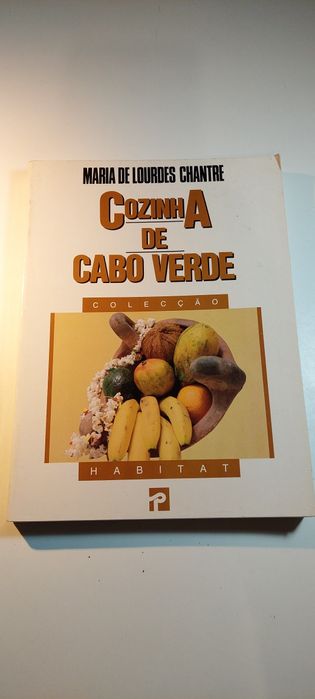 MARIA DE LOURDES CHANTRE
COZINHA
DE
CABO VERDE
COLECÇÃO
HABITAT